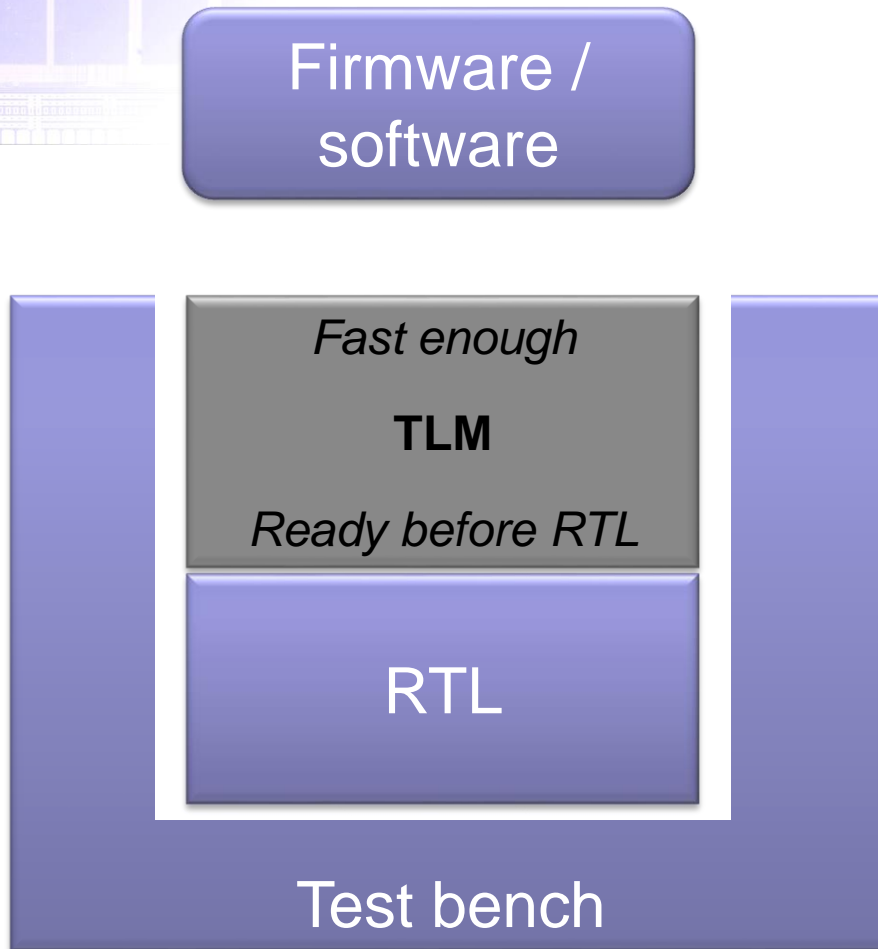 Firmware /
software
Fast enough
TLM
Ready before RTL
RTL
Test bench